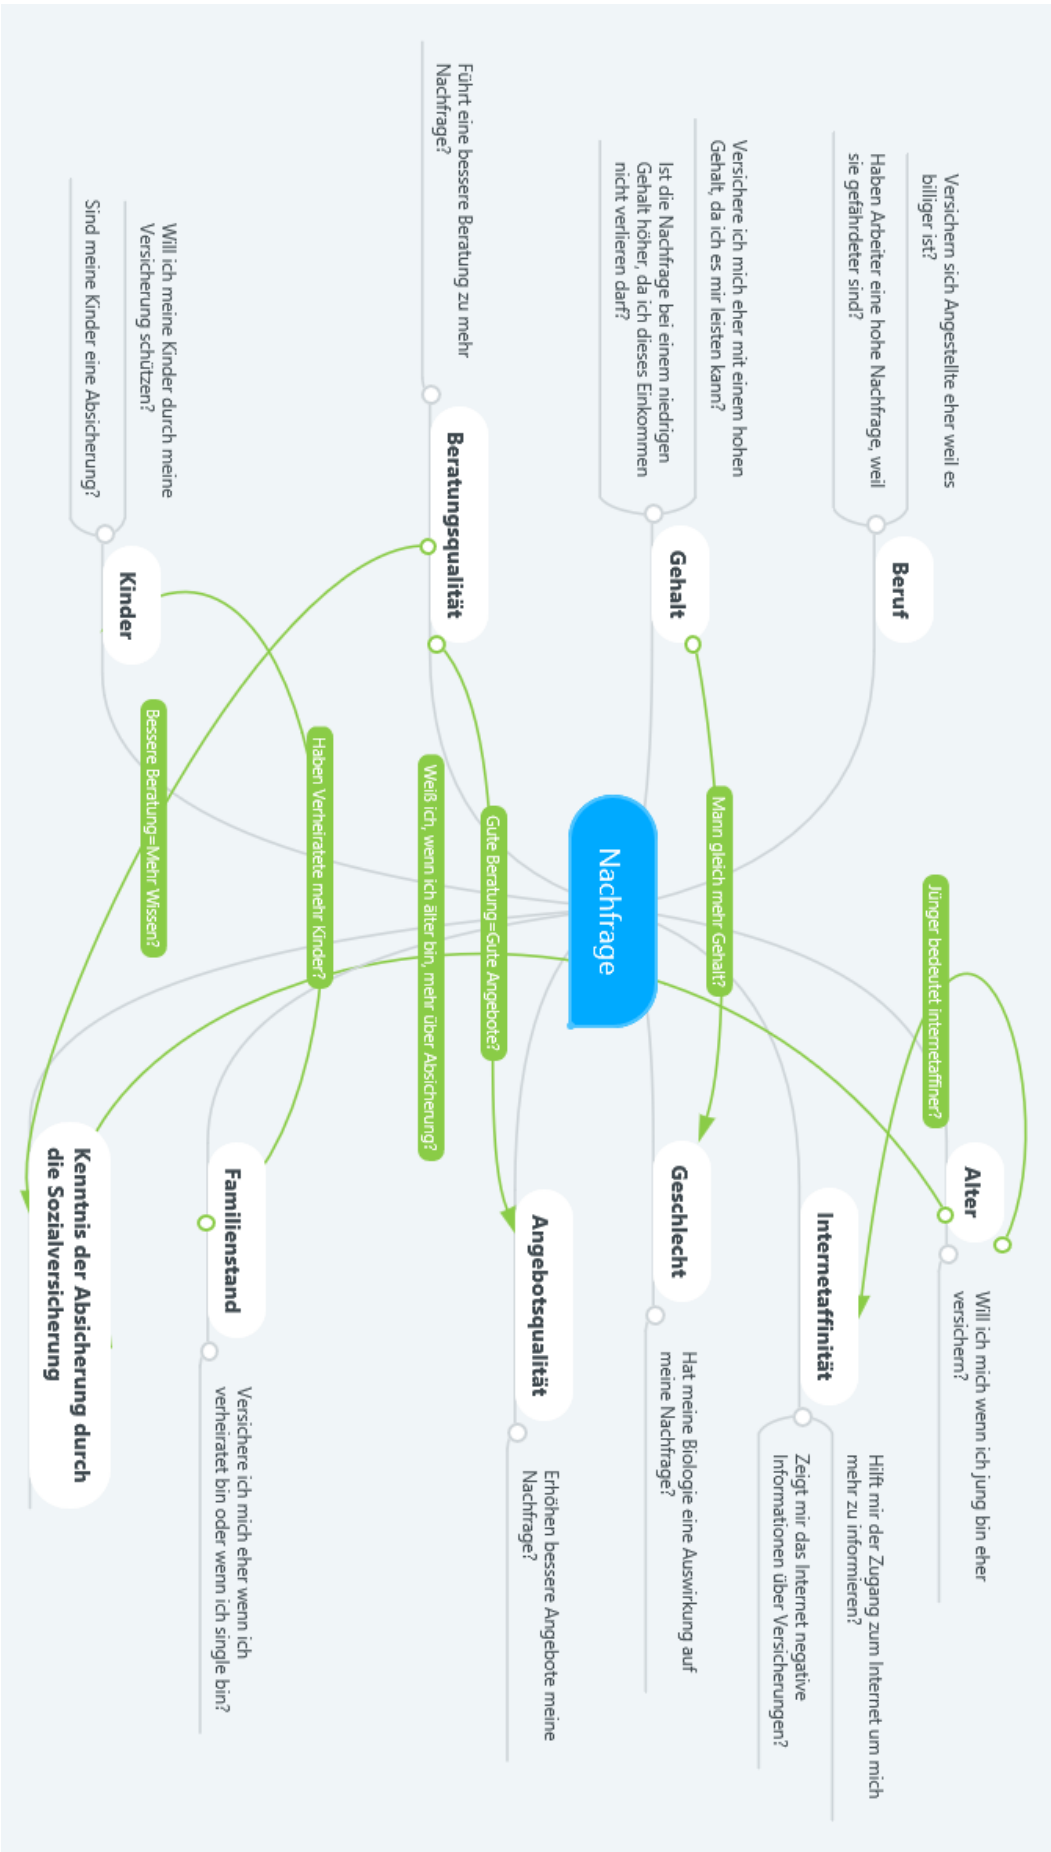 Nachfrage
Beruf
Versichern sich Angestellte eher weil es
billiger ist?
Haben Arbeiter eine hohe Nachfrage, weil
sie gefährdeter sind?
Gehalt
Versichere ich mich eher mit einem hohen
Gehalt, da ich es mir leisten kann?
Ist die Nachfrage bei einem niedrigen
Gehalt höher, da ich dieses Einkommen
nicht verlieren darf?
Beratungsqualität
Führt eine bessere Beratung zu mehr
Nachfrage?
Kinder
Will ich meine Kinder durch meine
Versicherung schützen?
Sind meine Kinder eine Absicherung?
Jünger bedeutet internetaffiner?
Mann gleich mehr Gehalt?
Gute Beratung=Gute Angebote?
Weiß ich, wenn ich älter bin, mehr über Absicherung?
Haben Verheiratete mehr Kinder?
Bessere Beratung=Mehr Wissen?
Alter
Will ich mich wenn ich jung bin eher
versichern?
Internetaffinität
Hilft mir der Zugang zum Internet um mich
mehr zu informieren?
Zeigt mir das Internet negative
Informationen über Versicherungen?
Geschlecht
Hat meine Biologie eine Auswirkung auf
meine Nachfrage?
Angebotsqualität
Erhöhen bessere Angebote meine
Nachfrage?
Familienstand
Versichere ich mich eher wenn ich
verheiratet bin oder wenn ich single bin?
Kenntnis der Absicherung durch
die Sozialversicherung